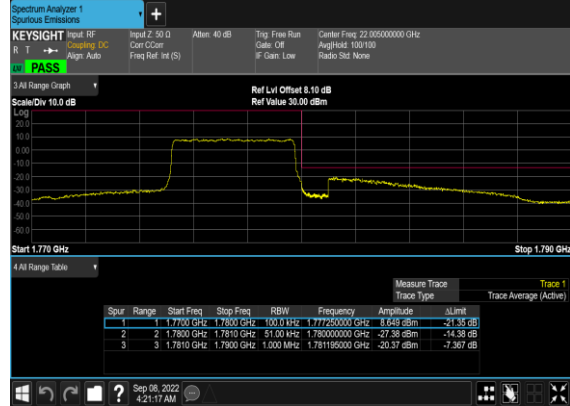 Spectrum Analyzer 1
Spurious Emissions
+
KEYSIGHT
R T
PASS
Input: RF
Coupling: DC
Align: Auto
Input Z: 50 Ω
Corr CCorr
Freq Ref: Int (S)
Atten: 40 dB
Trig: Free Run
Gate: Off
IF Gain: Low
Center Freq: 22.005000000 GHz
Avg|Hold: 100/100
Radio Std: None
3 All Range Graph
Scale/Div 10.0 dB
Ref Lvl Offset 8.10 dB
Ref Value 30.00 dBm
Log
20.0
10.0
0.00
-10.0
-20.0
-30.0
-40.0
-50.0
-60.0
Start 1.770 GHz
Stop 1.790 GHz
4 All Range Table
Measure Trace Trace 1
Trace Type Trace Average (Active)
Spur Range Start Freq Stop Freq RBW Frequency Amplitude ΔLimit
1 1 1.7700 GHz 1.7800 GHz 100.0 kHz 1.777250000 GHz 8.649 dBm -21.35 dB
2 2 1.7800 GHz 1.7810 GHz 51.00 kHz 1.780000000 GHz -27.38 dBm -14.38 dB
3 3 1.7810 GHz 1.7900 GHz 1.000 MHz 1.781195000 GHz -20.37 dBm -7.367 dB
?
Sep 08, 2022
4:21:17 AM